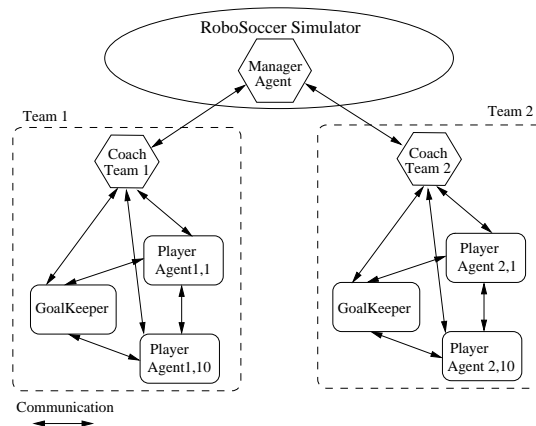 RoboSoccer Simulator
Manager
Agent
Team 1
Team 2
Coach
Team 1
Coach
Team 2
Player
Agent1,1
Player
Agent 2,1
GoalKeeper
GoalKeeper
Player
Agent1,10
Player
Agent 2,10
Communication